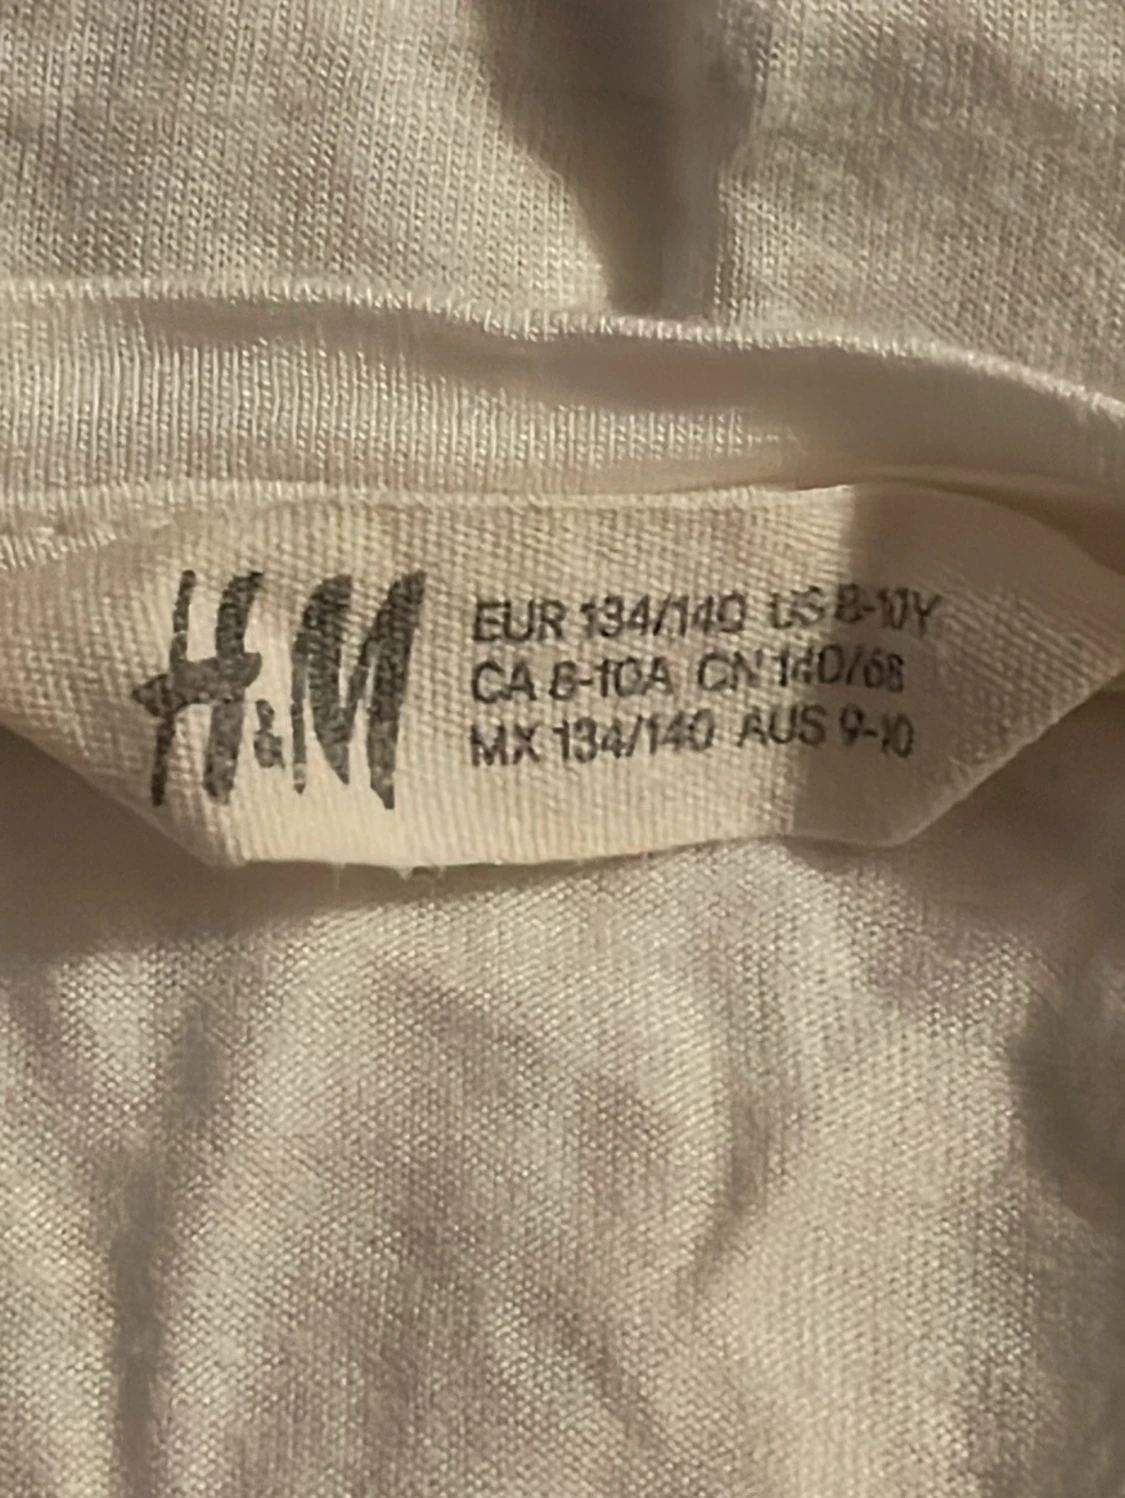 H&M
EUR 134/140 US 8-10Y
CA 8-10A CN 140/68
MX 134/140 AUS 9-10